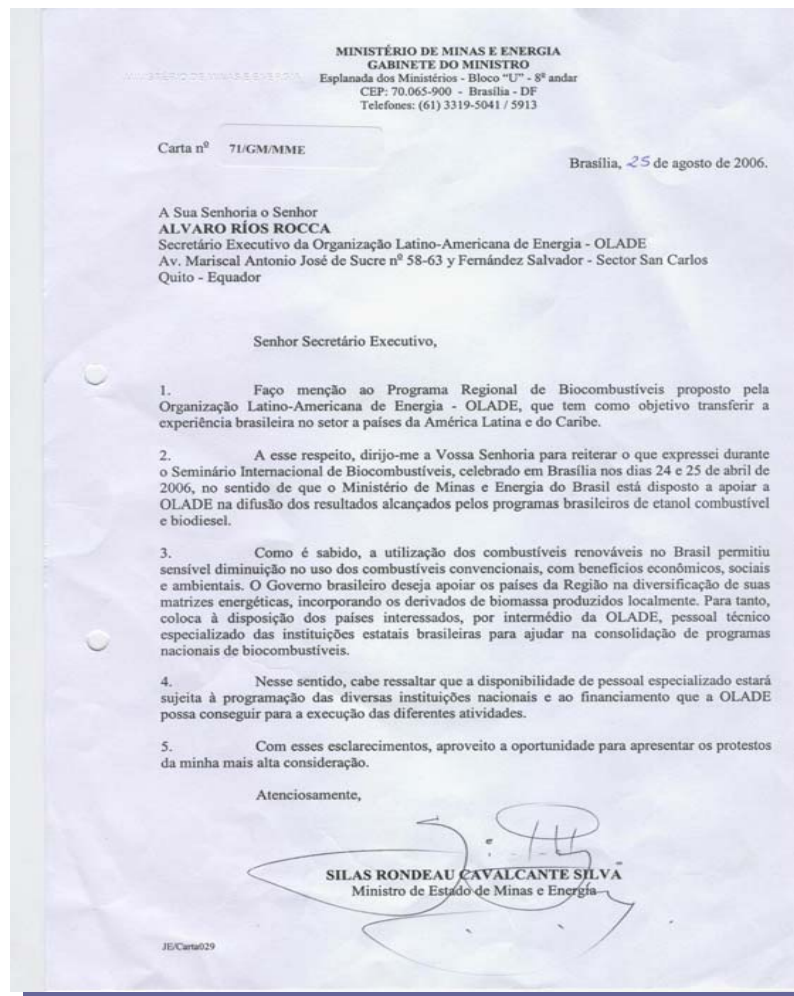 MINISTÉRIO DE MINAS E ENERGIA
GABINETE DO MINISTRO
MINISTÉRIO DE MINAS E ENERGIA
Esplanada dos Ministérios - Bloco “U” - 8º andar
CEP: 70.065-900 - Brasília - DF
Telefones: (61) 3319-5041 / 5913
Carta nº 71/GM/MME
Brasília, 25 de agosto de 2006.
A Sua Senhoria o Senhor
ALVARO RÍOS ROCCA
Secretário Executivo da Organização Latino-Americana de Energia - OLADE
Av. Mariscal Antonio José de Sucre nº 58-63 y Fernández Salvador - Sector San Carlos
Quito - Equador
Senhor Secretário Executivo,
1. Faço menção ao Programa Regional de Biocombustíveis proposto pela
Organização Latino-Americana de Energia - OLADE, que tem como objetivo transferir a
experiência brasileira no setor a países da América Latina e do Caribe.
2. A esse respeito, dirijo-me a Vossa Senhoria para reiterar o que expressei durante
o Seminário Internacional de Biocombustíveis, celebrado em Brasília nos dias 24 e 25 de abril de
2006, no sentido de que o Ministério de Minas e Energia do Brasil está disposto a apoiar a
OLADE na difusão dos resultados alcançados pelos programas brasileiros de etanol combustível
e biodiesel.
3. Como é sabido, a utilização dos combustíveis renováveis no Brasil permitiu
sensível diminuição no uso dos combustíveis convencionais, com benefícios econômicos, sociais
e ambientais. O Governo brasileiro deseja apoiar os países da Região na diversificação de suas
matrizes energéticas, incorporando os derivados de biomassa produzidos localmente. Para tanto,
coloca à disposição dos países interessados, por intermédio da OLADE, pessoal técnico
especializado das instituições estatais brasileiras para ajudar na consolidação de programas
nacionais de biocombustíveis.
4. Nesse sentido, cabe ressaltar que a disponibilidade de pessoal especializado estará
sujeita à programação das diversas instituições nacionais e ao financiamento que a OLADE
possa conseguir para a execução das diferentes atividades.
5. Com esses esclarecimentos, aproveito a oportunidade para apresentar os protestos
da minha mais alta consideração.
Atenciosamente,
SILAS RONDEAU CAVALCANTE SILVA
Ministro de Estado de Minas e Energia
JE/Carta029